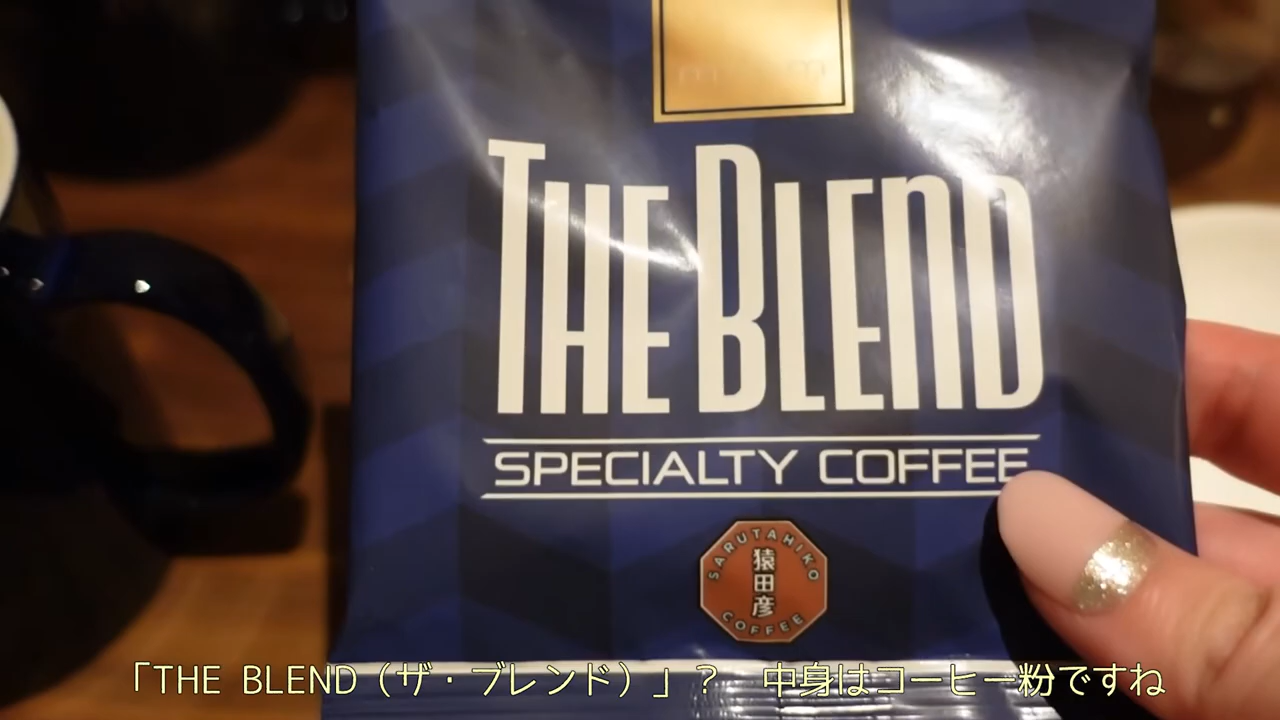 THE BLEND
SPECIALTY COFFEE
SARUTAHIKO
猿田彦
COFFEE
「THE BLEND（ザ・ブレンド）」？　中身はコーヒー粉ですね